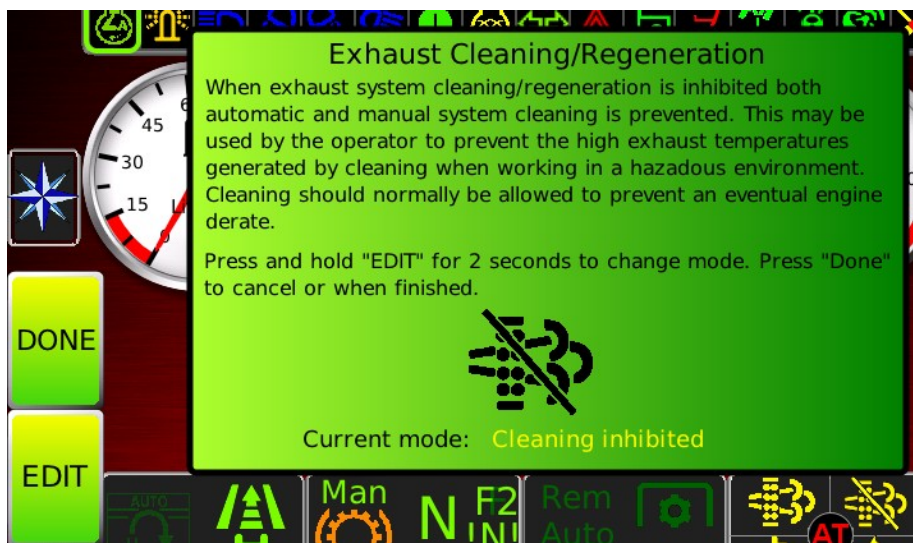 A
Exhaust Cleaning/Regeneration
When exhaust system cleaning/regeneration is inhibited both
automatic and manual system cleaning is prevented. This may be
used by the operator to prevent the high exhaust temperatures
generated by cleaning when working in a hazadous environment.
Cleaning should normally be allowed to prevent an eventual engine
derate.
Press and hold "EDIT" for 2 seconds to change mode. Press "Done"
to cancel or when finished.
Current mode: Cleaning inhibited
45
30
15
0
DONE
EDIT
AUTO
Man
N
F2
!N!
Rem
Auto
AT